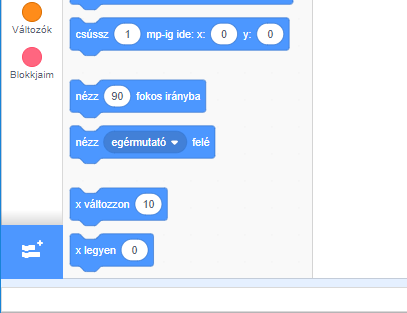 Változók
Blokkjaim
csússz 1 mp-ig ide: x: 0 y: 0
nézz 90 fokos irányba
nézz egérmutató felé
x változzon 10
x legyen 0